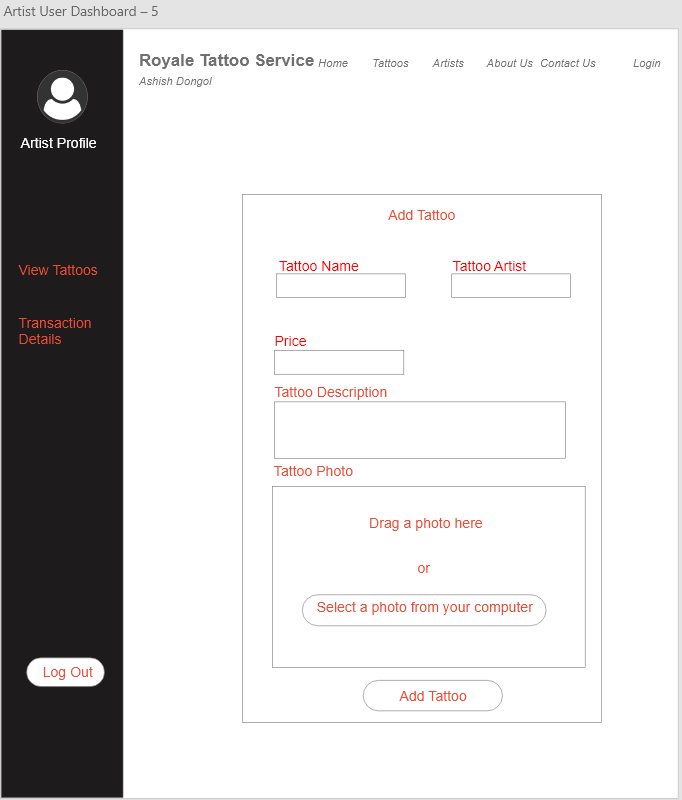 Artist User Dashboard – 5
Royale Tattoo Service Home Tattoos Artists About Us Contact Us Login
Ashish Dongol
Artist Profile
View Tattoos
Transaction
Details
Log Out
Add Tattoo
Tattoo Name Tattoo Artist
Price
Tattoo Description
Tattoo Photo
Drag a photo here
or
Select a photo from your computer
Add Tattoo